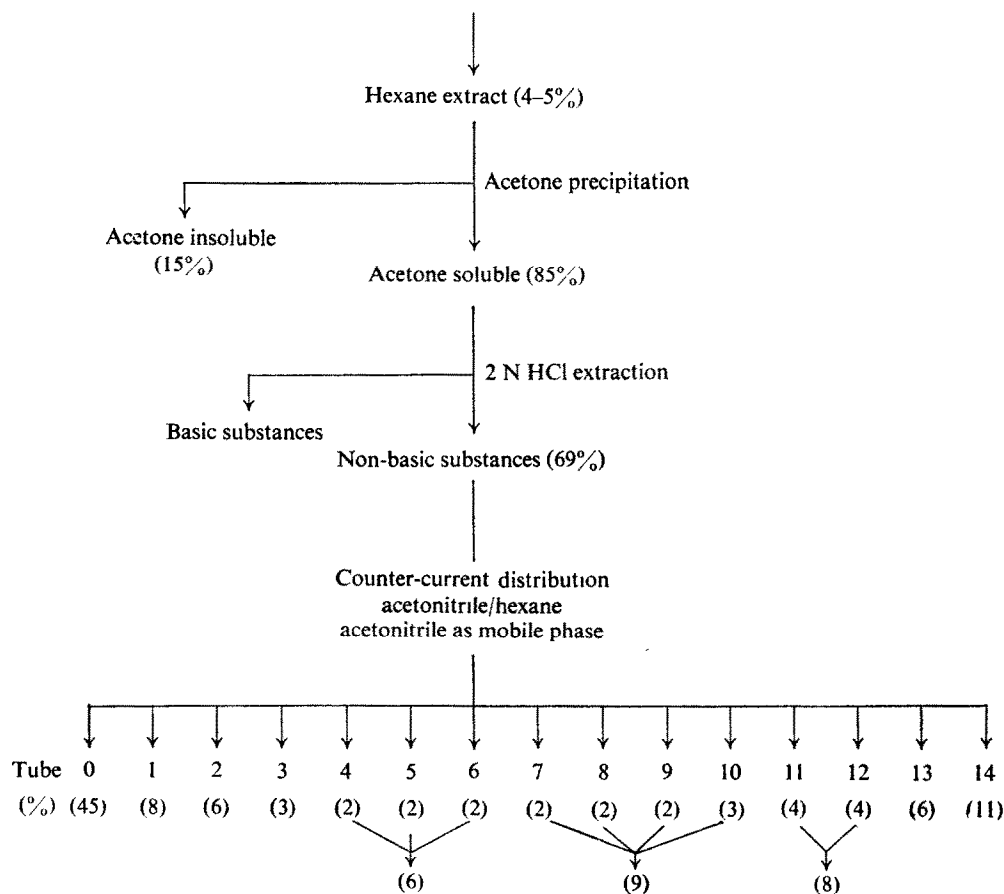 Hexane extract (4–5%)
Acetone precipitation
Acetone insoluble
(15%)
Acetone soluble (85%)
2 N HCl extraction
Basic substances
Non-basic substances (69%)
Counter-current distribution
acetonitrile/hexane
acetonitrile as mobile phase
Tube 0 1 2 3 4 5 6 7 8 9 10 11 12 13 14
(%) (45) (8) (6) (3) (2) (2) (2) (2) (2) (2) (3) (4) (4) (6) (11)
(6) (9) (8)